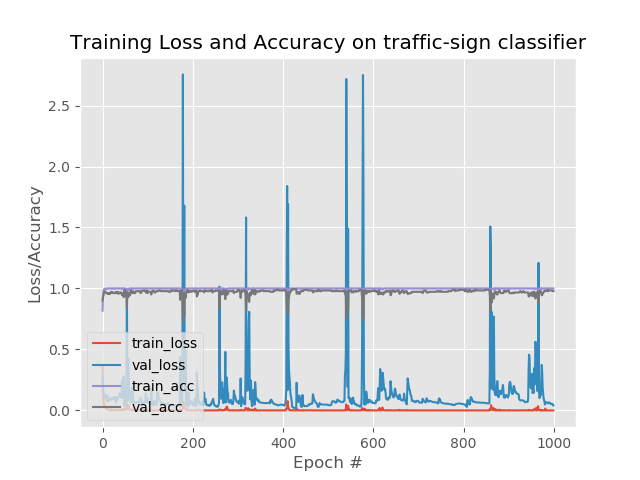 Training Loss and Accuracy on traffic-sign classifier
Loss/Accuracy
2.5
2.0
1.5
1.0
0.5
0.0
train_loss
val_loss
train_acc
val_acc
0 200 400 600 800 1000
Epoch #